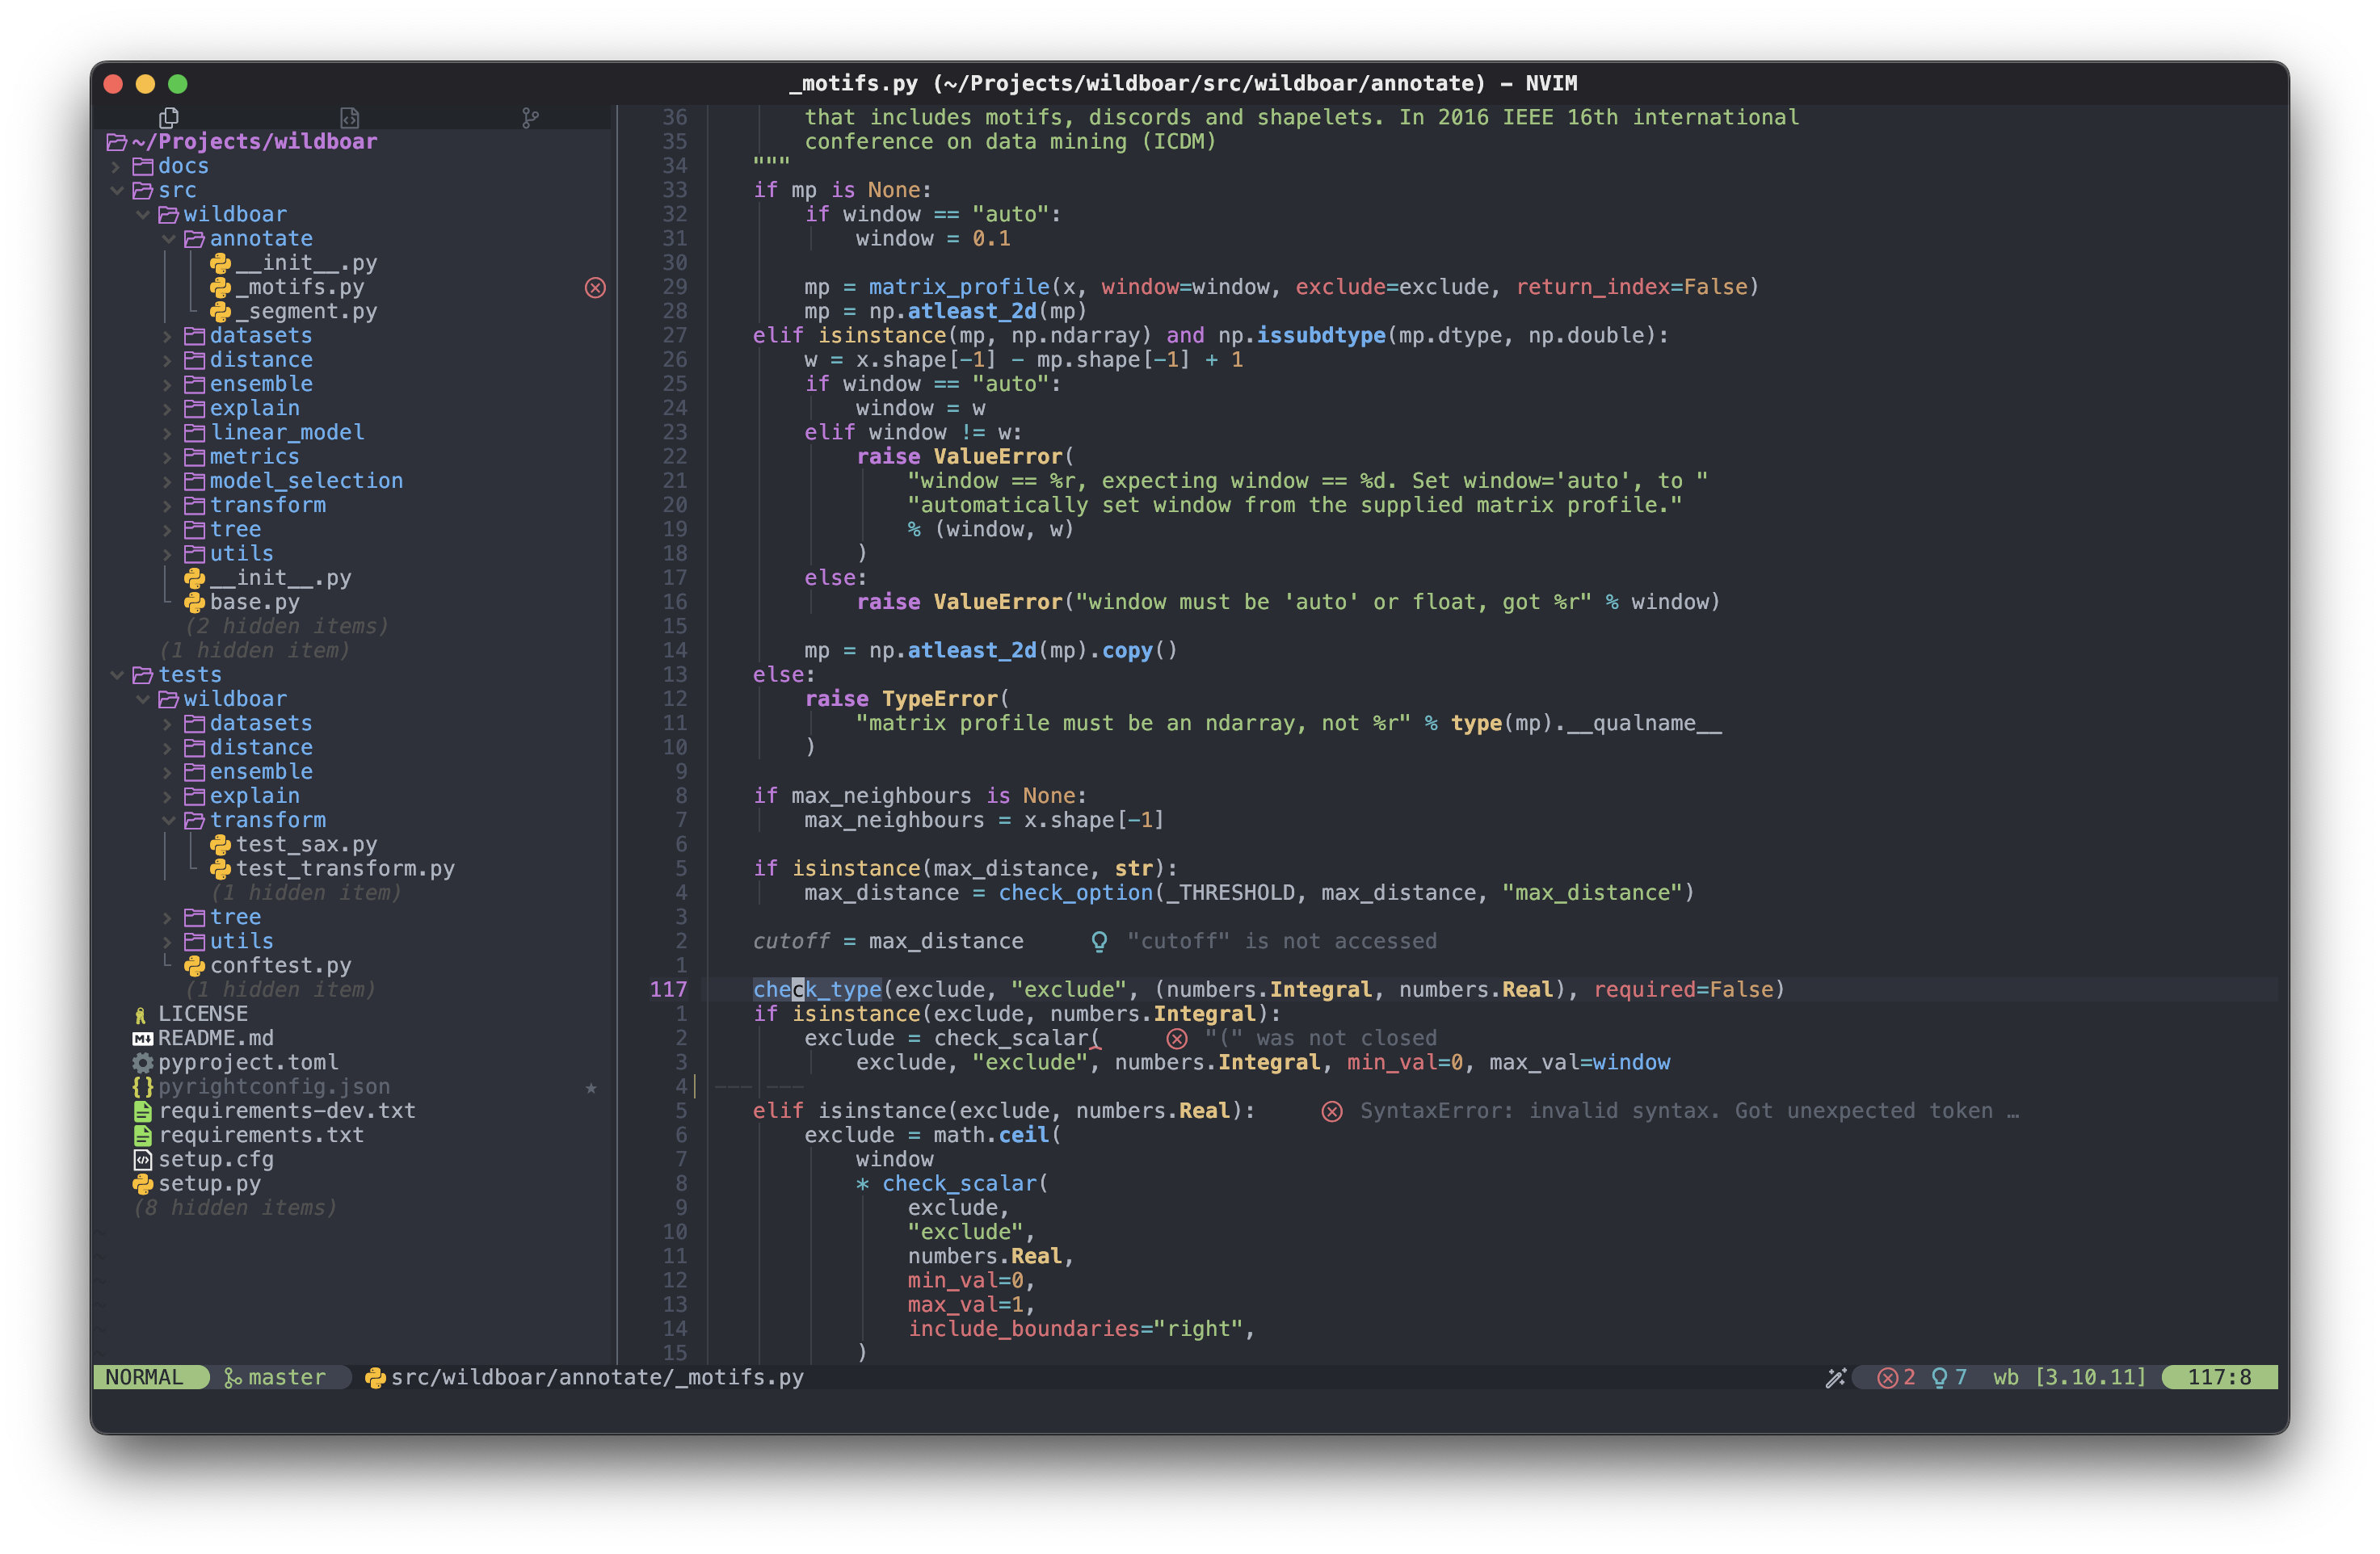 _motifs.py (~/Projects/wildboar/src/wildboar/annotate) – NVIM
~/Projects/wildboar
docs
src
wildboar
annotate
__init__.py
_motifs.py
_segment.py
datasets
distance
ensemble
explain
linear_model
metrics
model_selection
transform
tree
utils
__init__.py
base.py
(2 hidden items)
(1 hidden item)
tests
wildboar
datasets
distance
ensemble
explain
transform
test_sax.py
test_transform.py
(1 hidden item)
tree
utils
conftest.py
(1 hidden item)
LICENSE
README.md
pyproject.toml
pyrightconfig.json
requirements-dev.txt
requirements.txt
setup.cfg
setup.py
(8 hidden items)
36 that includes motifs, discords and shapelets. In 2016 IEEE 16th international
35 conference on data mining (ICDM)
34 """
33 if mp is None:
32 if window == "auto":
31 window = 0.1
30
29 mp = matrix_profile(x, window=window, exclude=exclude, return_index=False)
28 mp = np.atleast_2d(mp)
27 elif isinstance(mp, np.ndarray) and np.issubdtype(mp.dtype, np.double):
26 w = x.shape[-1] - mp.shape[-1] + 1
25 if window == "auto":
24 window = w
23 elif window != w:
22 raise ValueError(
21 "window == %r, expecting window == %d. Set window='auto', to "
20 "automatically set window from the supplied matrix profile."
19 % (window, w)
18 )
17 else:
16 raise ValueError("window must be 'auto' or float, got %r" % window)
15
14 mp = np.atleast_2d(mp).copy()
13 else:
12 raise TypeError(
11 "matrix profile must be an ndarray, not %r" % type(mp).__qualname__
10 )
9
8 if max_neighbours is None:
7 max_neighbours = x.shape[-1]
6
5 if isinstance(max_distance, str):
4 max_distance = check_option(_THRESHOLD, max_distance, "max_distance")
3
2 cutoff = max_distance "cutoff" is not accessed
1
117 check_type(exclude, "exclude", (numbers.Integral, numbers.Real), required=False)
1 if isinstance(exclude, numbers.Integral):
2 exclude = check_scalar( "(" was not closed
3 exclude, "exclude", numbers.Integral, min_val=0, max_val=window
4
5 elif isinstance(exclude, numbers.Real): SyntaxError: invalid syntax. Got unexpected token …
6 exclude = math.ceil(
7 window
8 * check_scalar(
9 exclude,
10 "exclude",
11 numbers.Real,
12 min_val=0,
13 max_val=1,
14 include_boundaries="right",
15 )
NORMAL master src/wildboar/annotate/_motifs.py 2 7 wb [3.10.11] 117:8